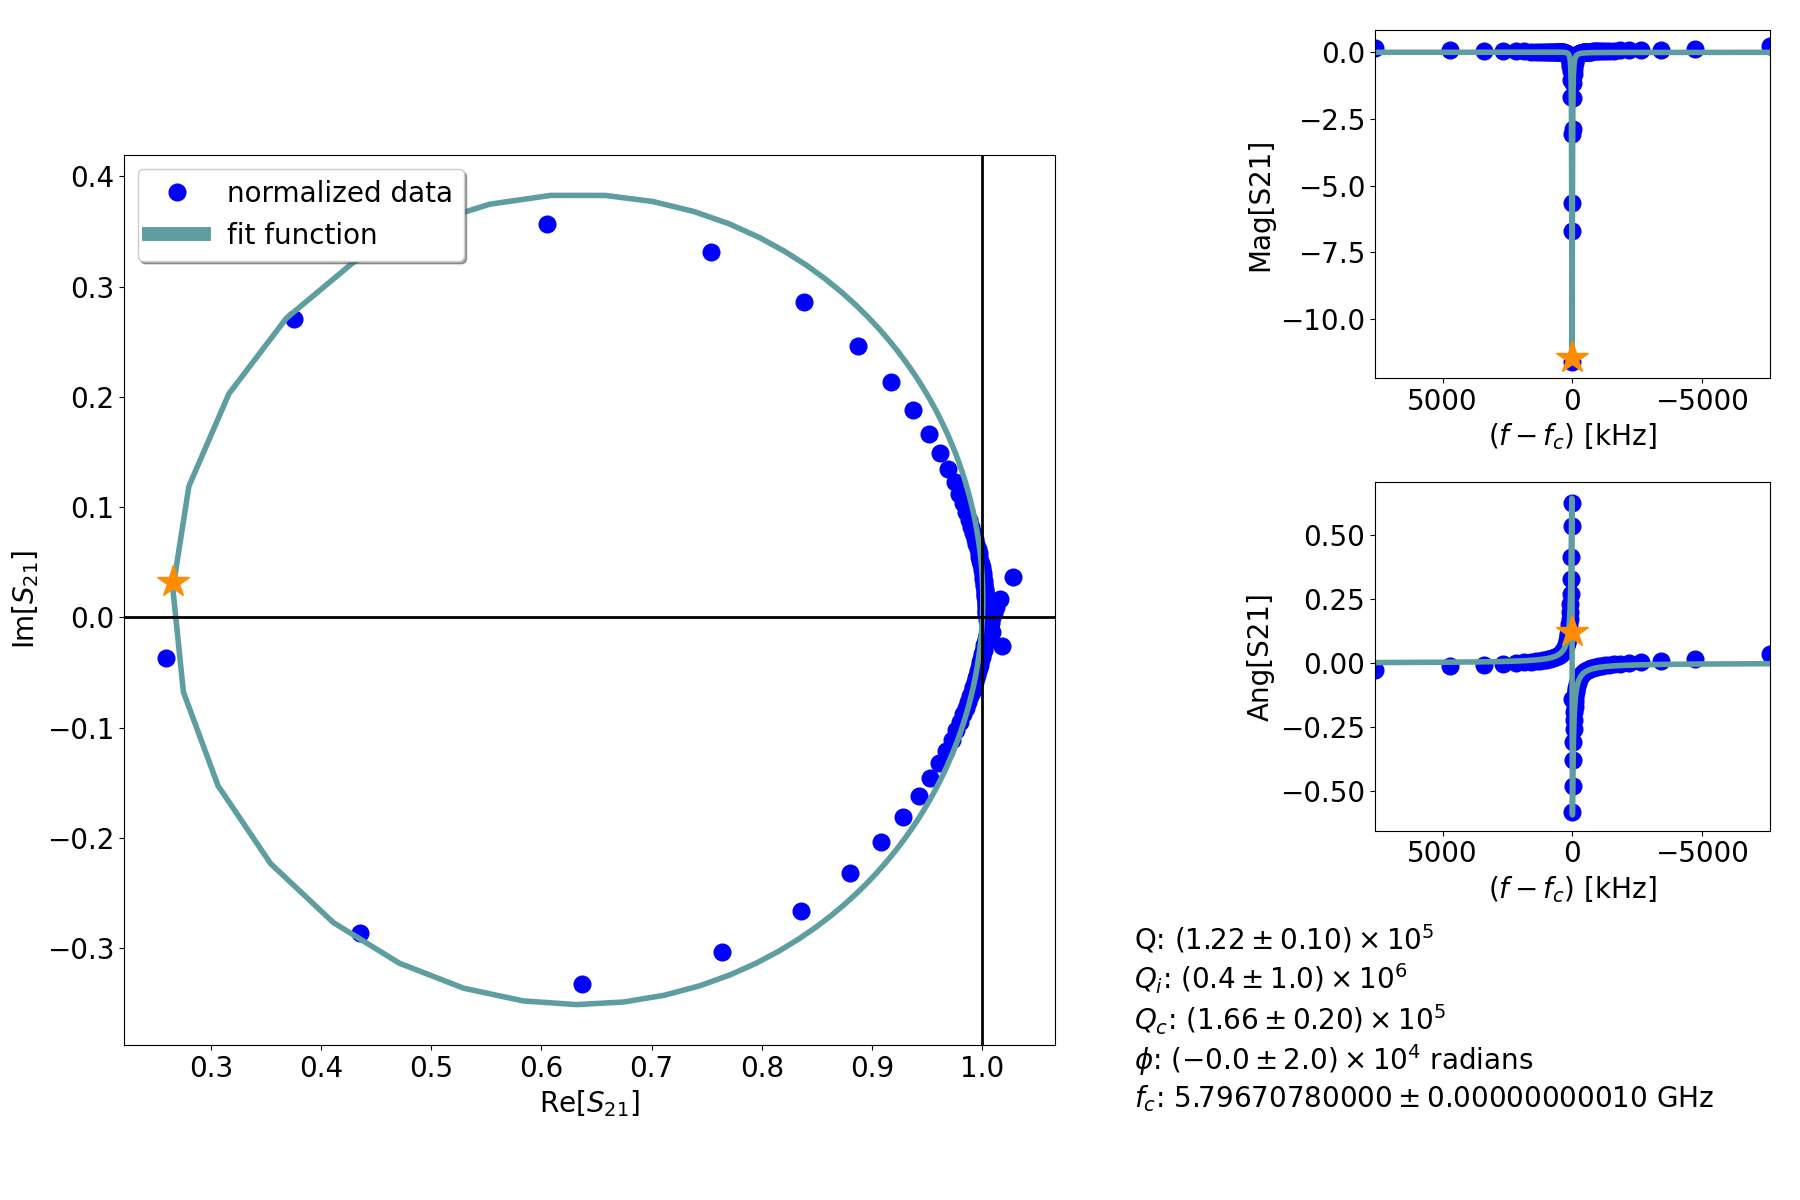 normalized data
fit function
0.4
0.3
0.2
0.1
0.0
−0.1
−0.2
−0.3
Im[S21]
0.3
0.4
0.5
0.6
0.7
0.8
0.9
1.0
Re[S21]
0.0
−2.5
−5.0
−7.5
−10.0
Mag[S21]
5000
0
−5000
(f − fc) [kHz]
0.50
0.25
0.00
−0.25
−0.50
Ang[S21]
5000
0
−5000
(f − fc) [kHz]
Q: (1.22 ± 0.10) × 10^5
Qi: (0.4 ± 1.0) × 10^6
Qc: (1.66 ± 0.20) × 10^5
ϕ: (−0.0 ± 2.0) × 10^4 radians
fc: 5.79670780000 ± 0.00000000010 GHz